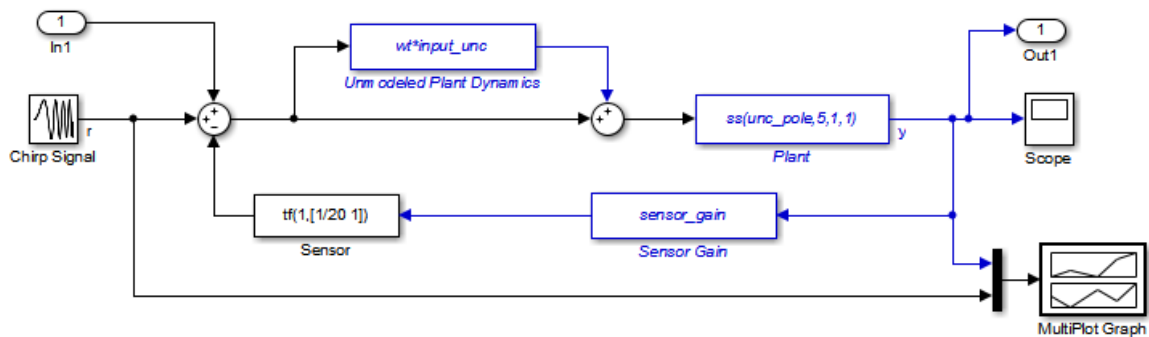 1
In1
wt*input_unc
Unmodeled Plant Dynamics
1
Out1
r
Chirp Signal
ss(unc_pole,5,1,1)
Plant
y
Scope
tf(1,[1/20 1])
Sensor
sensor_gain
Sensor Gain
MultiPlot Graph